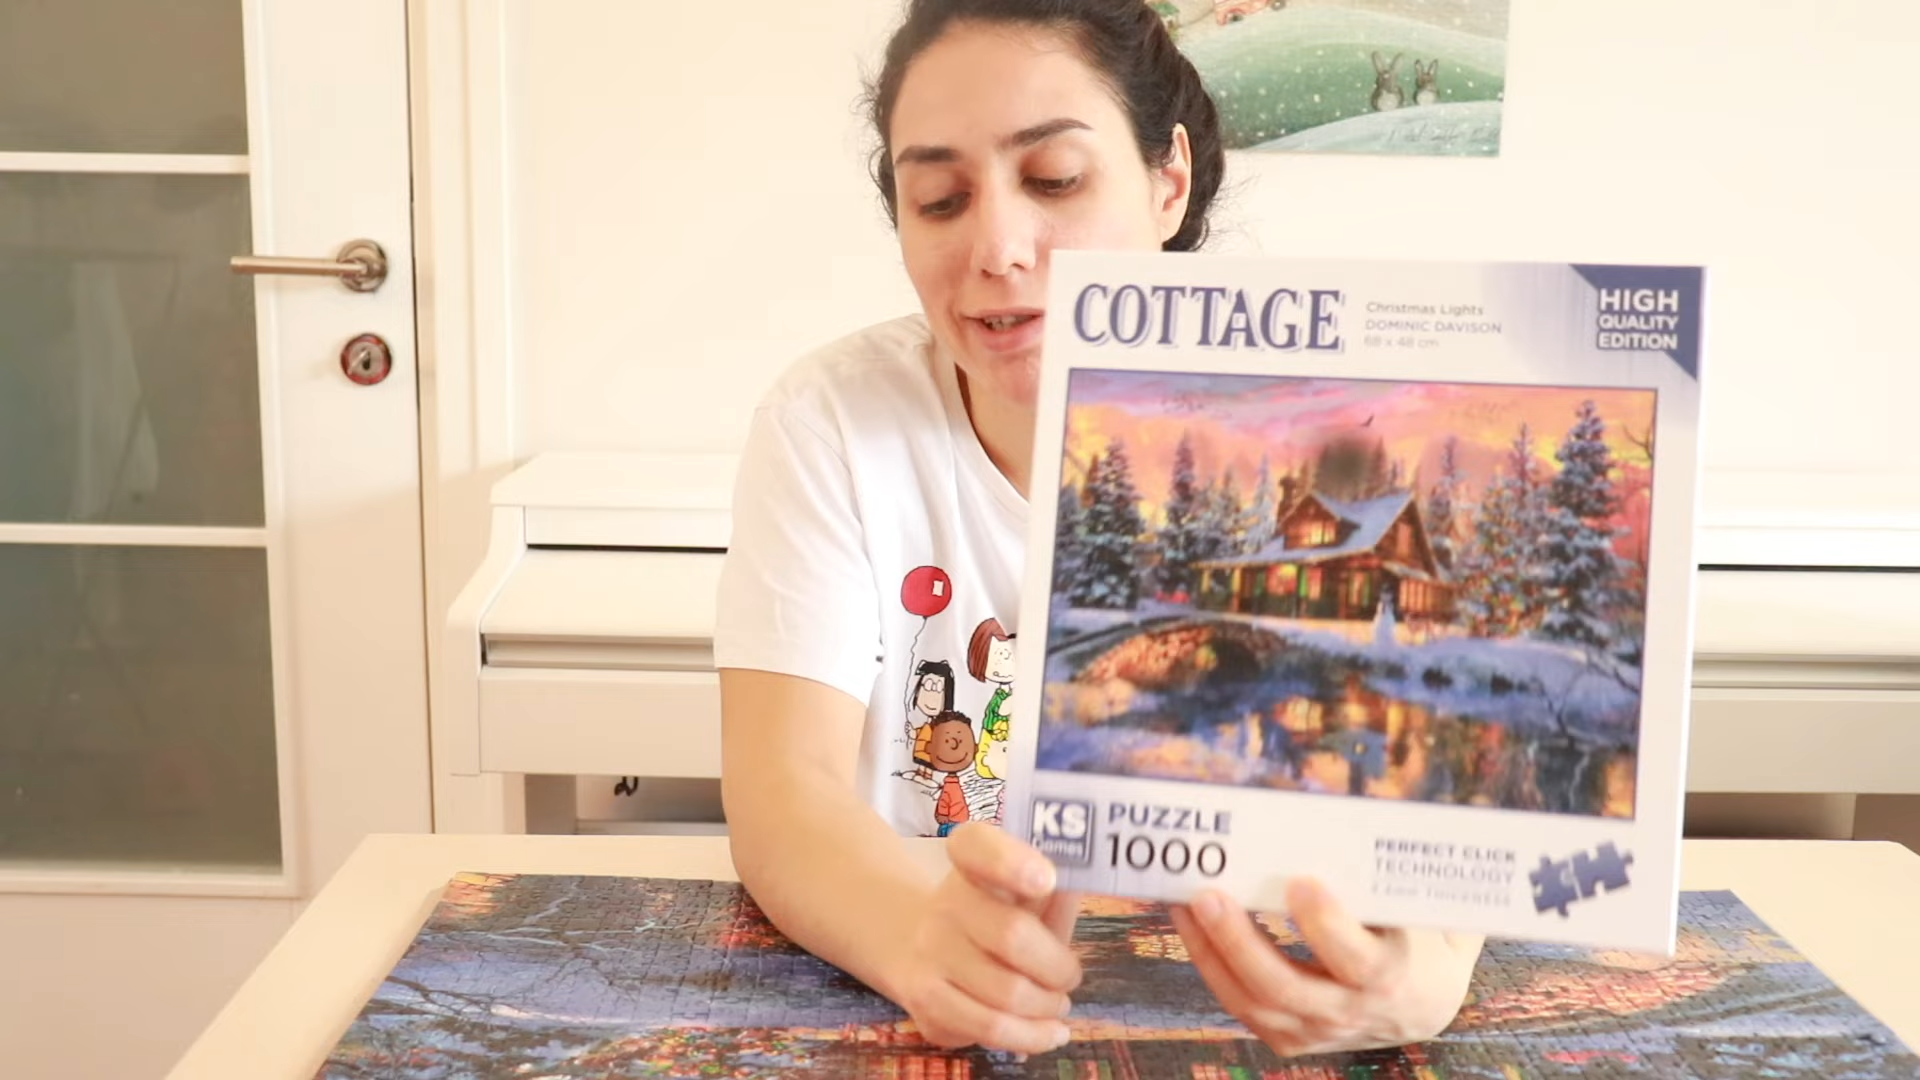 COTTAGE
Christmas Lights
DOMINIC DAVISON
68 x 48 cm
HIGH
QUALITY
EDITION
KS
Games
PUZZLE
1000
PERFECT CLICK
TECHNOLOGY